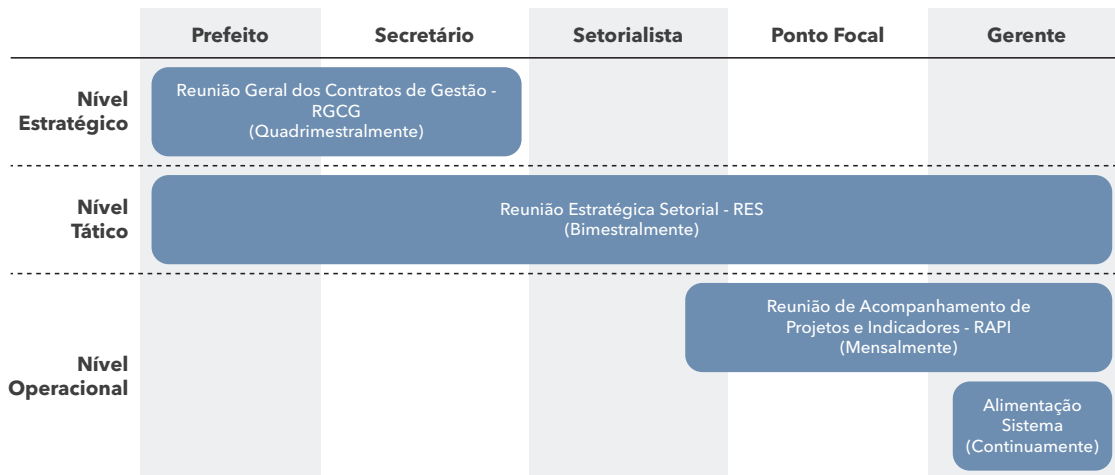 Prefeito
Secretário
Setorialista
Ponto Focal
Gerente
Nível
Estratégico
Reunião Geral dos Contratos de Gestão -
RGCG
(Quadrimestralmente)
Nível
Tático
Reunião Estratégica Setorial - RES
(Bimestralmente)
Nível
Operacional
Reunião de Acompanhamento de
Projetos e Indicadores - RAPI
(Mensalmente)
Alimentação
Sistema
(Continuamente)